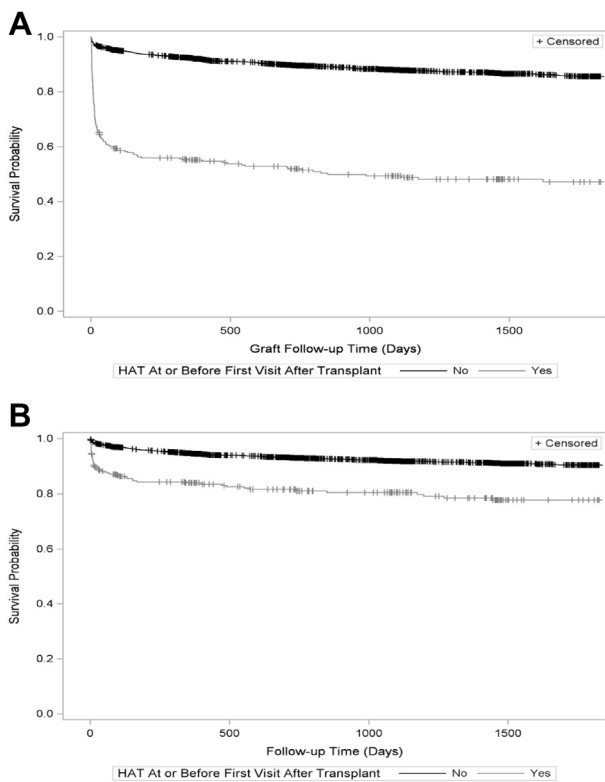 A
1.0
+ Censored
0.8
0.6
0.4
0.2
0.0
Survival Probability
0 500 1000 1500
Graft Follow-up Time (Days)
HAT At or Before First Visit After Transplant No Yes
B
1.0
+ Censored
0.8
0.6
0.4
0.2
0.0
Survival Probability
0 500 1000 1500
Follow-up Time (Days)
HAT At or Before First Visit After Transplant No Yes